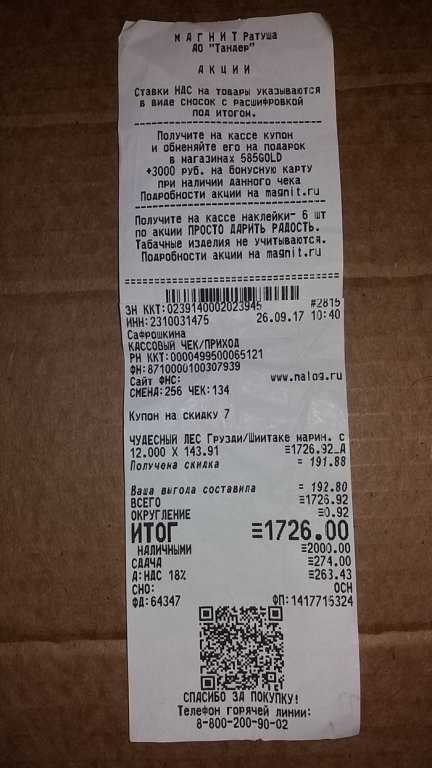 МАГНИТ Ратуша
АО "Тандер"
АКЦИИ
Ставки НДС на товары указываются
в виде сносок с расшифровкой
под итогом.
Получите на кассе купон
и обменяйте его на подарок
в магазинах 585GOLD
+3000 руб. на бонусную карту
при наличии данного чека
Подробности акции на magnit.ru
Получите на кассе наклейки- 6 шт
по акции ПРОСТО ДАРИТЬ РАДОСТЬ.
Табачные изделия не учитываются.
Подробности акции на magnit.ru
ЗН ККТ:0239140002023945 #2815
ИНН:2310031475 26.09.17 10:40
Сафрошкина
КАССОВЫЙ ЧЕК/ПРИХОД
РН ККТ:0000499500065121
ФН:8710000100307939
Сайт ФНС: www.nalog.ru
СМЕНА:256 ЧЕК:134
Купон на скидку 7
ЧУДЕСНЫЙ ЛЕС Грузди/Шиитаке марин. с
12.000 X 143.91 ≡1726.92_А
Получена скидка = 191.88
Ваша выгода составила = 192.80
ВСЕГО ≡1726.92
ОКРУГЛЕНИЕ ≡0.92
ИТОГ ≡1726.00
НАЛИЧНЫМИ ≡2000.00
СДАЧА ≡274.00
А:НДС 18% ≡263.43
СНО: ОСН
ФД:64347 ФП:1417715324
СПАСИБО ЗА ПОКУПКУ!
Телефон горячей линии:
8-800-200-90-02